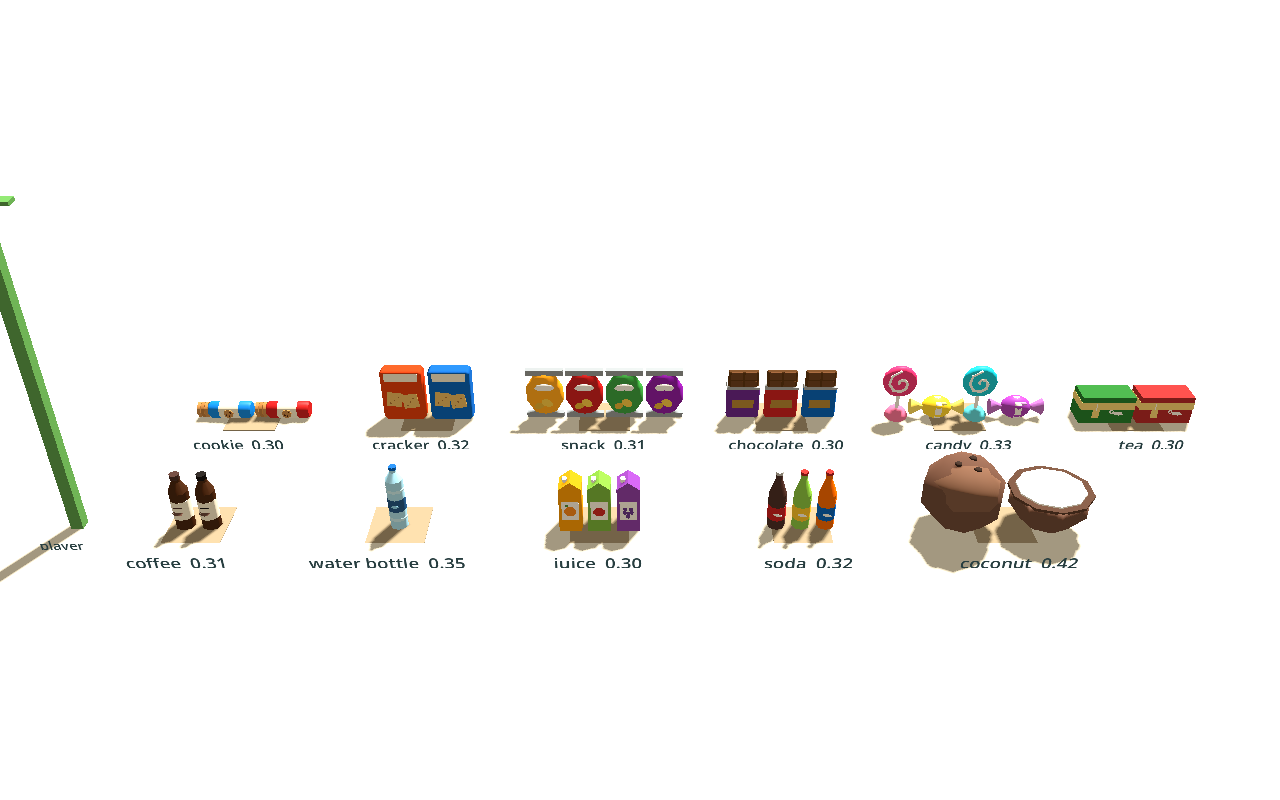 cookie 0.30
cracker 0.32
snack 0.31
chocolate 0.30
candy 0.33
tea 0.30
player
coffee 0.31
water bottle 0.35
juice 0.30
soda 0.32
coconut 0.42